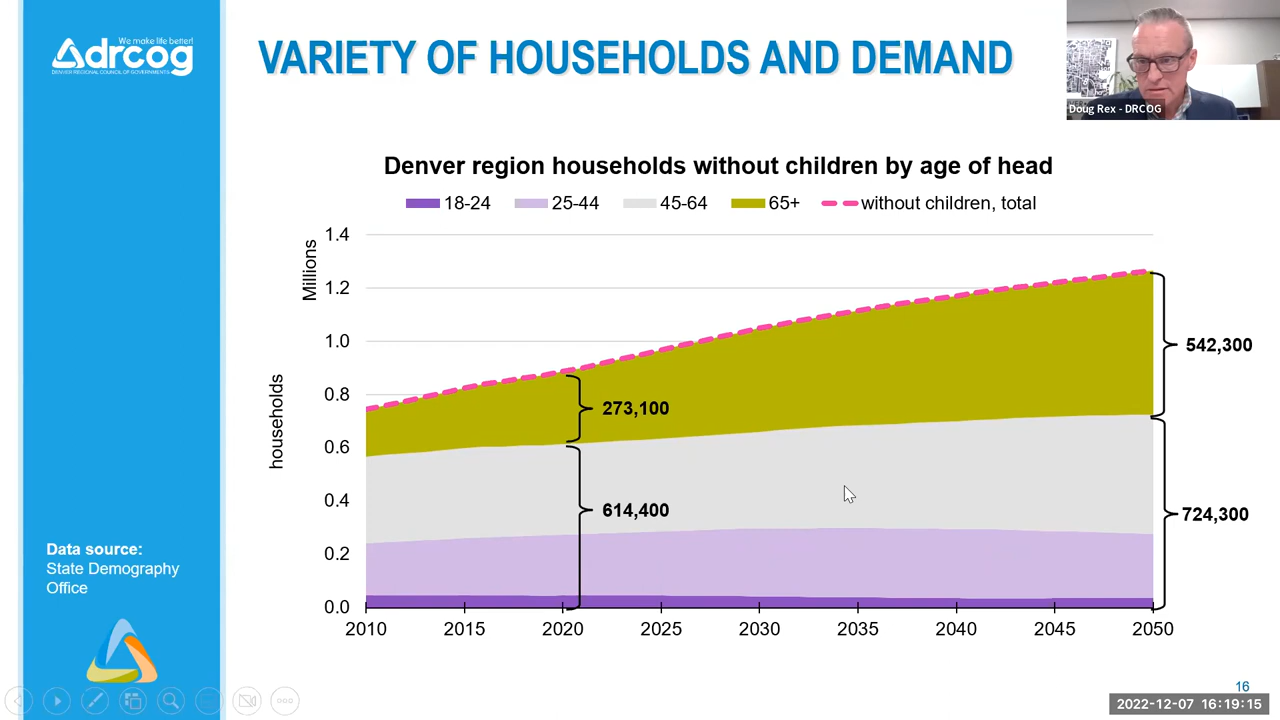 We make life better!
drcog
DENVER REGIONAL COUNCIL OF GOVERNMENTS
VARIETY OF HOUSEHOLDS AND DEMAND
Doug Rex - DRCOG
Denver region households without children by age of head
18-24 25-44 45-64 65+ without children, total
Millions
households
1.4
1.2
1.0
0.8
0.6
0.4
0.2
0.0
273,100
614,400
542,300
724,300
2010 2015 2020 2025 2030 2035 2040 2045 2050
Data source:
State Demography
Office
16
2022-12-07 16:19:15